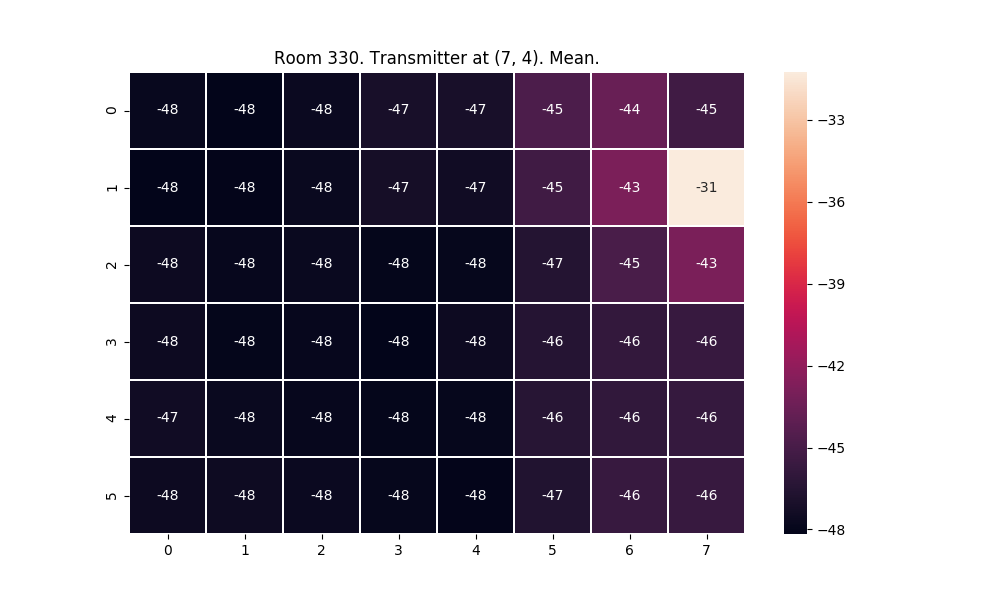 Room 330. Transmitter at (7, 4). Mean.
0 -48 -48 -48 -47 -47 -45 -44 -45
1 -48 -48 -48 -47 -47 -45 -43 -31
2 -48 -48 -48 -48 -48 -47 -45 -43
3 -48 -48 -48 -48 -48 -46 -46 -46
4 -47 -48 -48 -48 -48 -46 -46 -46
5 -48 -48 -48 -48 -48 -47 -46 -46
0 1 2 3 4 5 6 7
−33
−36
−39
−42
−45
−48